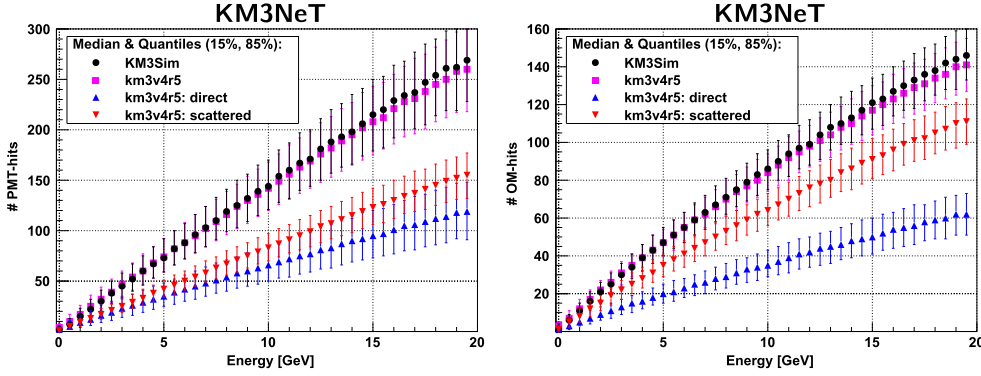 KM3NeT
Median & Quantiles (15%, 85%):
KM3Sim
km3v4r5
km3v4r5: direct
km3v4r5: scattered
# PMT-hits
300
250
200
150
100
50
0 5 10 15 20
Energy [GeV]
KM3NeT
Median & Quantiles (15%, 85%):
KM3Sim
km3v4r5
km3v4r5: direct
km3v4r5: scattered
# OM-hits
160
140
120
100
80
60
40
20
0 5 10 15 20
Energy [GeV]